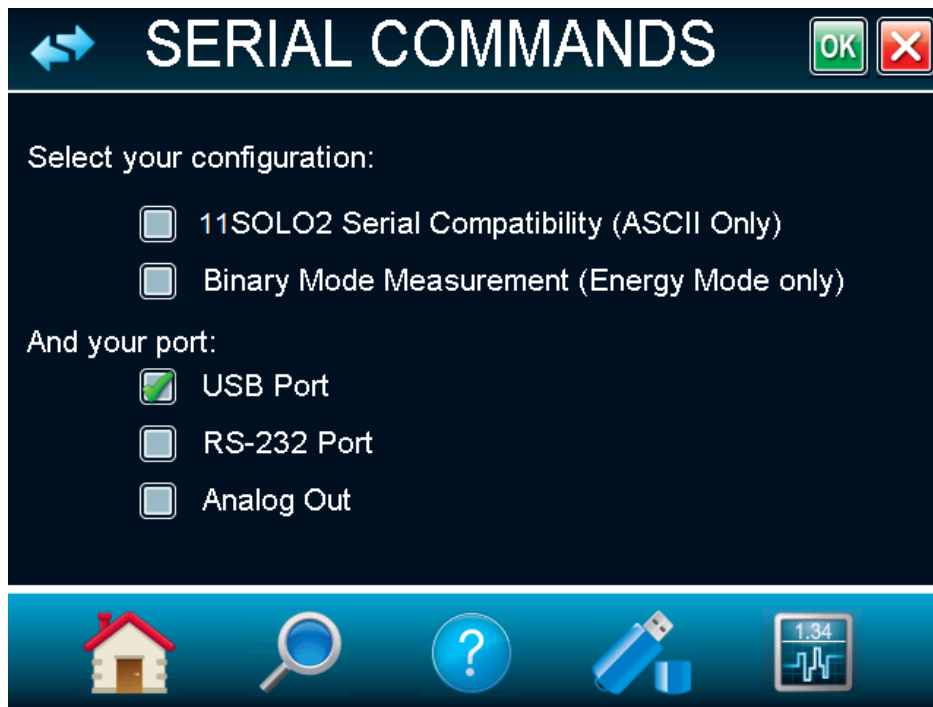 SERIAL COMMANDS
OK
Select your configuration:
11SOLO2 Serial Compatibility (ASCII Only)
Binary Mode Measurement (Energy Mode only)
And your port:
USB Port
RS-232 Port
Analog Out
?
1.34